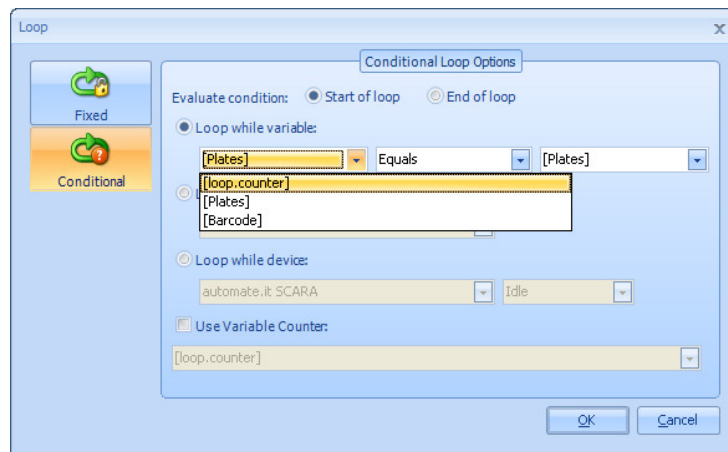 Loop
x
Conditional Loop Options
Fixed
Conditional
Evaluate condition: Start of loop End of loop
Loop while variable:
[Plates] Equals [Plates]
[loop.counter]
[Plates]
[Barcode]
Loop while device:
automate.it SCARA Idle
Use Variable Counter:
[loop.counter]
OK Cancel